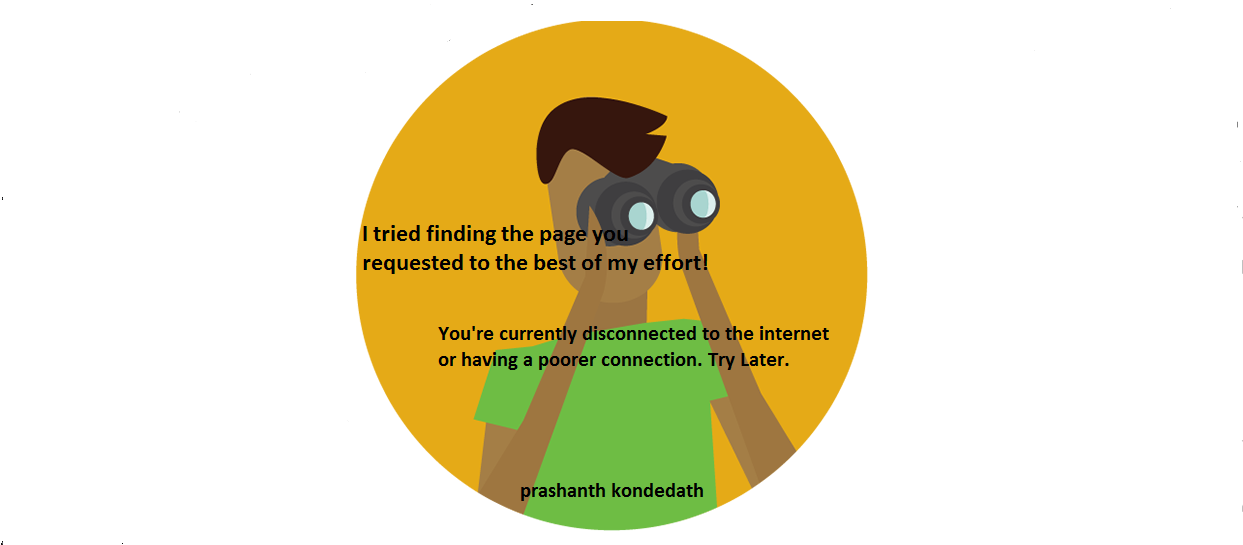 I tried finding the page you
requested to the best of my effort!
You're currently disconnected to the internet
or having a poorer connection. Try Later.
prashanth kondedath